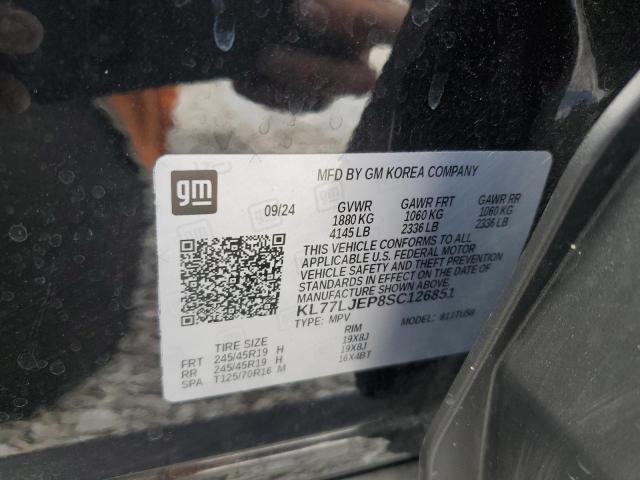 gm
MFD BY GM KOREA COMPANY
09/24
GVWR GAWR FRT GAWR RR
1880 KG 1060 KG 1060 KG
4145 LB 2336 LB 2336 LB
THIS VEHICLE CONFORMS TO ALL
APPLICABLE U.S. FEDERAL MOTOR
VEHICLE SAFETY AND THEFT PREVENTION
STANDARDS IN EFFECT ON THE DATE OF
MANUFACTURE SHOWN ABOVE.
KL77LJEP8SC126851
TYPE: MPV MODEL:
TIRE SIZE RIM
FRT 245/45R19 H 19X8J
RR 245/45R19 H 19X8J
SPA T125/70R16 M 16X4BT